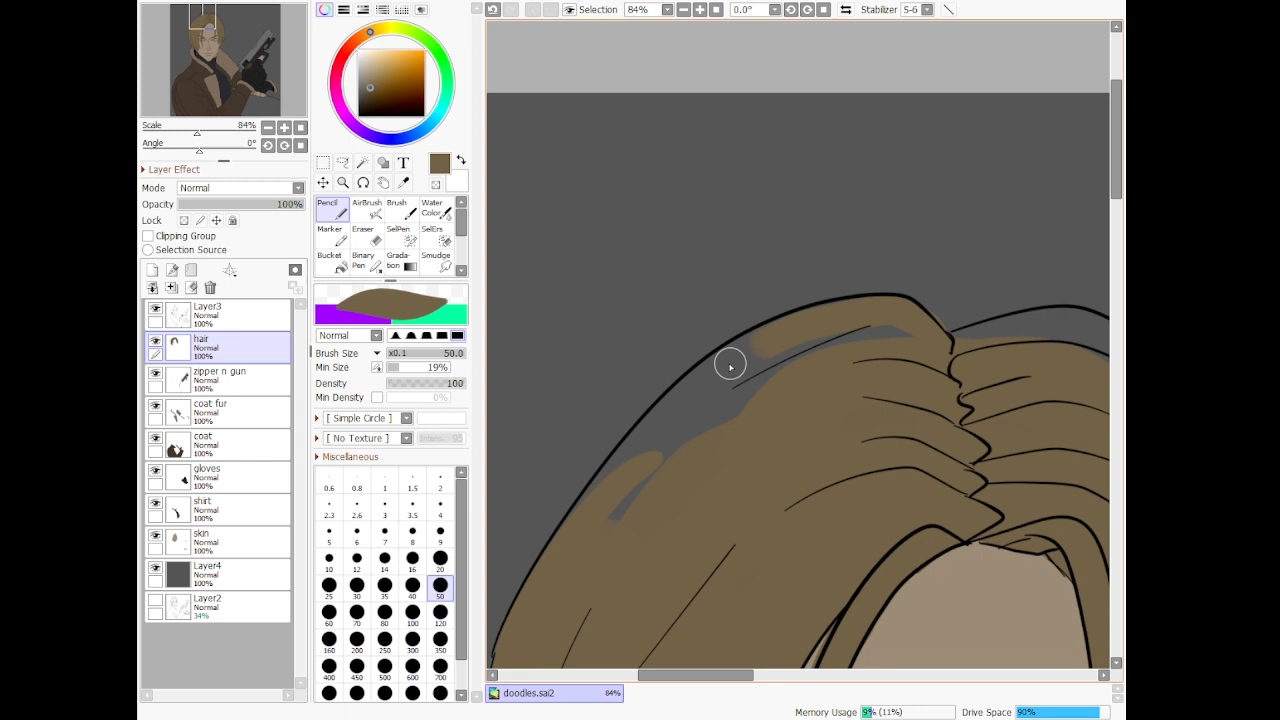 Selection 84% 0.0° Stabilizer S-6
Scale 84%
Angle 0°
Layer Effect
Mode Normal
Opacity 100%
Lock
Clipping Group
Selection Source
Layer3
Normal
100%
hair
Normal
100%
zipper n gun
Normal
100%
coat fur
Normal
100%
coat
Normal
100%
gloves
Normal
100%
shirt
Normal
100%
skin
Normal
100%
Layer4
Normal
100%
Layer2
Normal
34%
T
Pencil AirBrush Brush Water Color
Marker Eraser SelPen SelErs
Bucket Binary Pen Grada-tion Smudge
Normal
Brush Size x0.1 50.0
Min Size 19%
Density 100
Min Density 0%
[ Simple Circle ]
[ No Texture ] Intens. 95
Miscellaneous
0.6 0.8 1 1.5 2
2.3 2.6 3 3.5 4
5 6 7 8 9
10 12 14 16 20
25 30 35 40 50
60 70 80 100 120
160 200 250 300 350
400 450 500 600 700
doodles.sai2 84%
Memory Usage 9% (11%) Drive Space 90%